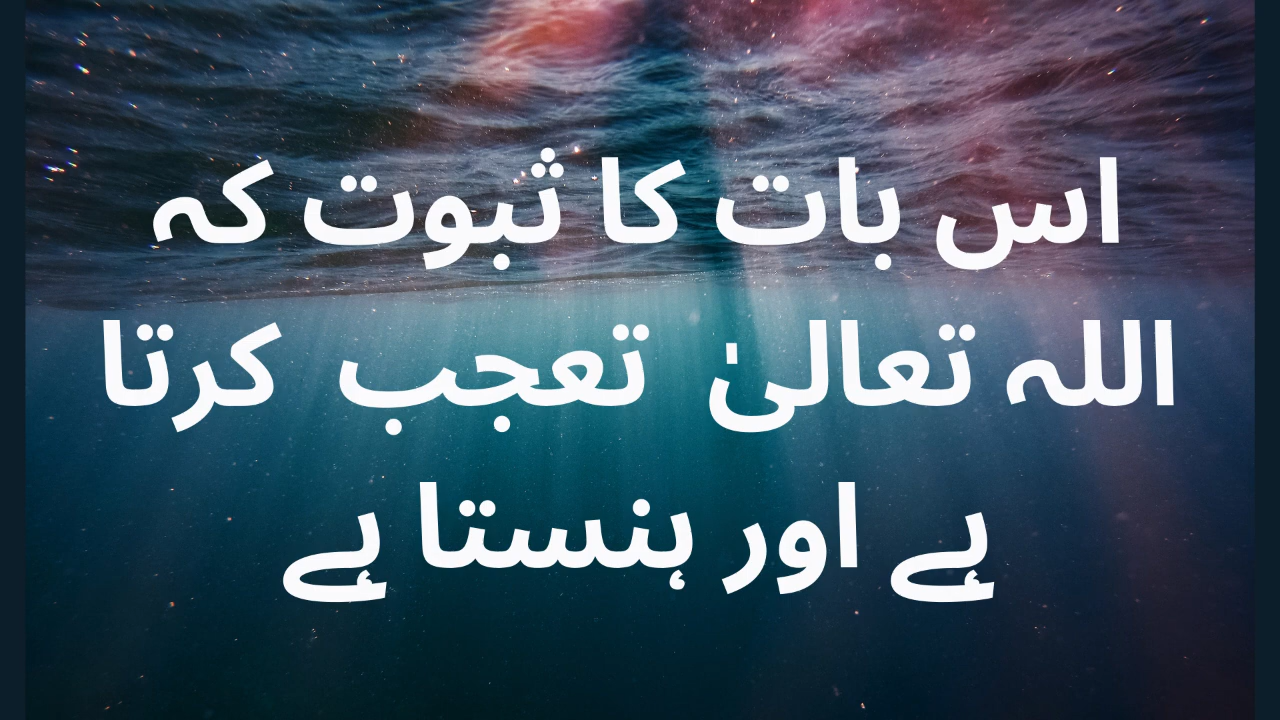 اس بات کا ثبوت کہ
اللہ تعالیٰ تعجب کرتا
ہے اور ہنستا ہے